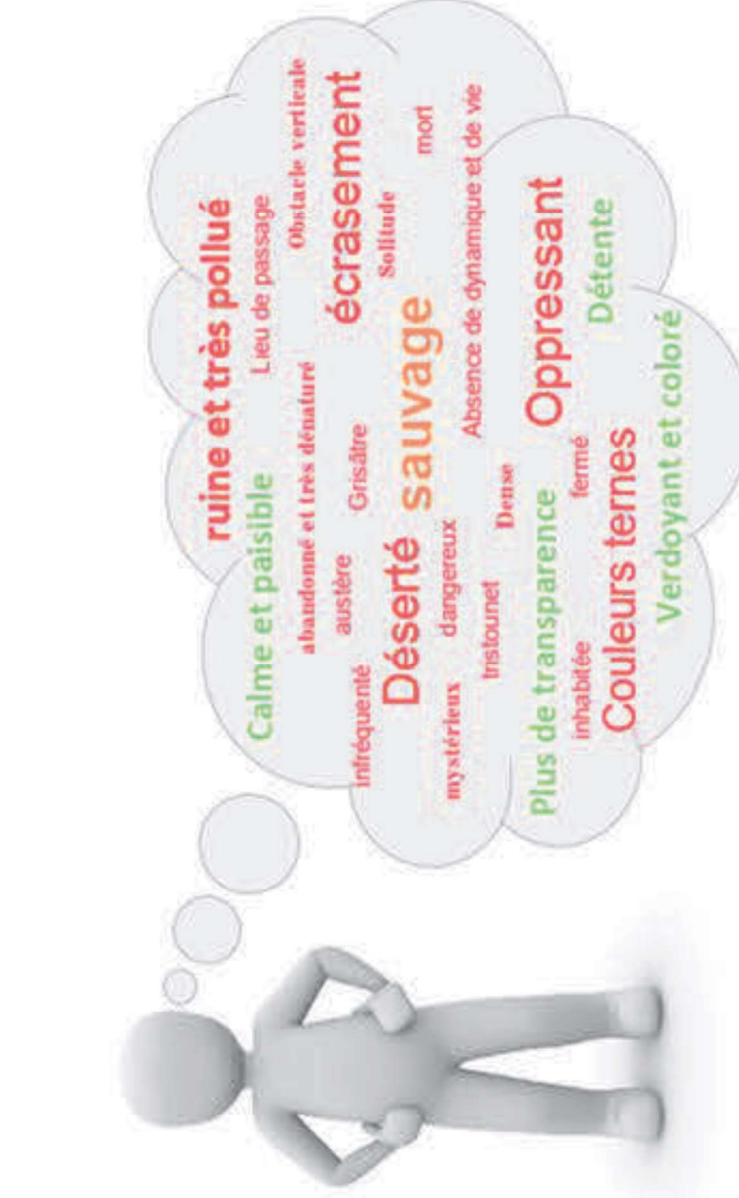 ruine et très pollué
Calme et paisible
Lieu de passage
abandonné et très dénaturé
Obstacle verticale
austère
Grisâtre
écrasement
infréquenté
Déserté
sauvage
Solitude
mort
mystérieux
dangereux
Absence de dynamique et de vie
tristounet
Dense
Plus de transparence
Oppressant
inhabitée
fermé
Détente
Couleurs ternes
Verdoyant et coloré